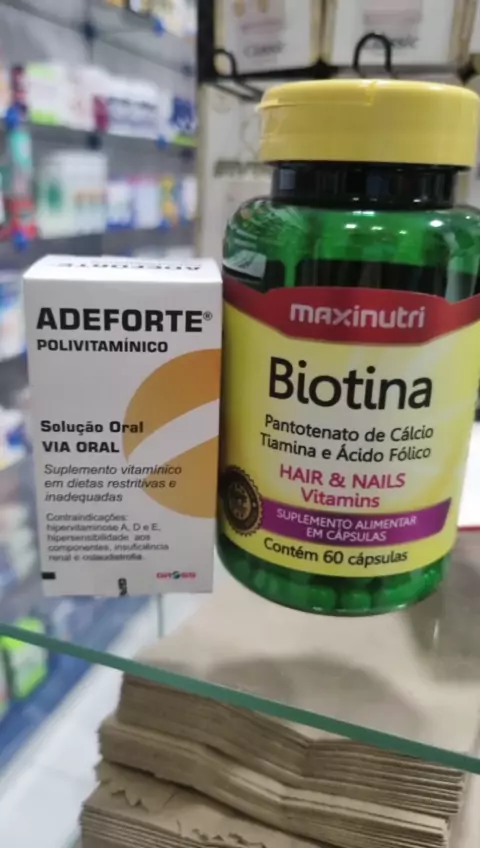 ADEFORTE
ADEFORTE®
POLIVITAMÍNICO
Solução Oral
VIA ORAL
Suplemento vitamínico
em dietas restritivas e
inadequadas
Contraindicações:
hipervitaminose A, D e E,
hipersensibilidade aos
componentes, insuficiência
renal e osteodistrofia.
GROSS
maxinutri
Biotina
Pantotenato de Cálcio
Tiamina e Ácido Fólico
HAIR & NAILS
Vitamins
SUPLEMENTO ALIMENTAR
EM CÁPSULAS
Contém 60 cápsulas